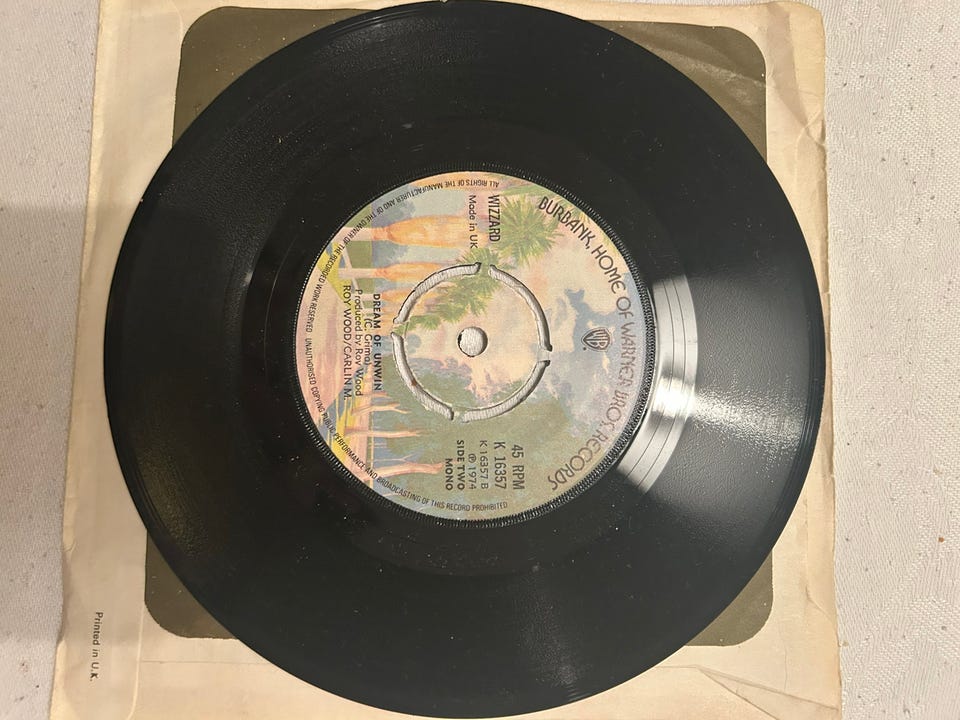 BURBANK, HOME OF WARNER BROS. RECORDS
WB
®
WIZZARD
Made in UK
45 RPM
K 16357
K 16357 B
℗ 1974
SIDE TWO
MONO
DREAM OF UNWIN
(C. Grima)
Produced by Roy Wood
ROY WOOD/CARLIN M.
ALL RIGHTS OF THE MANUFACTURER AND OF THE OWNER OF THE RECORDED WORK RESERVED UNAUTHORISED COPYING PUBLIC PERFORMANCE AND BROADCASTING OF THIS RECORD PROHIBITED
Printed in U.K.